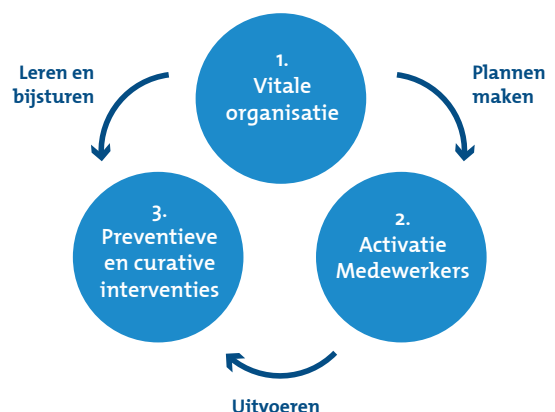 1.
Vitale
organisatie
Leren en
bijsturen
Plannen
maken
2.
Activatie
Medewerkers
3.
Preventieve
en curative
interventies
Uitvoeren